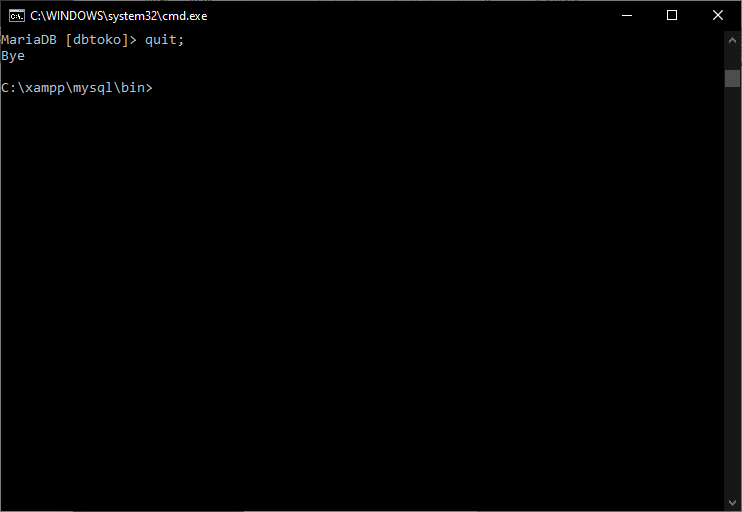 C:\WINDOWS\system32\cmd.exe
MariaDB [dbtoko]> quit;
Bye
C:\xampp\mysql\bin>